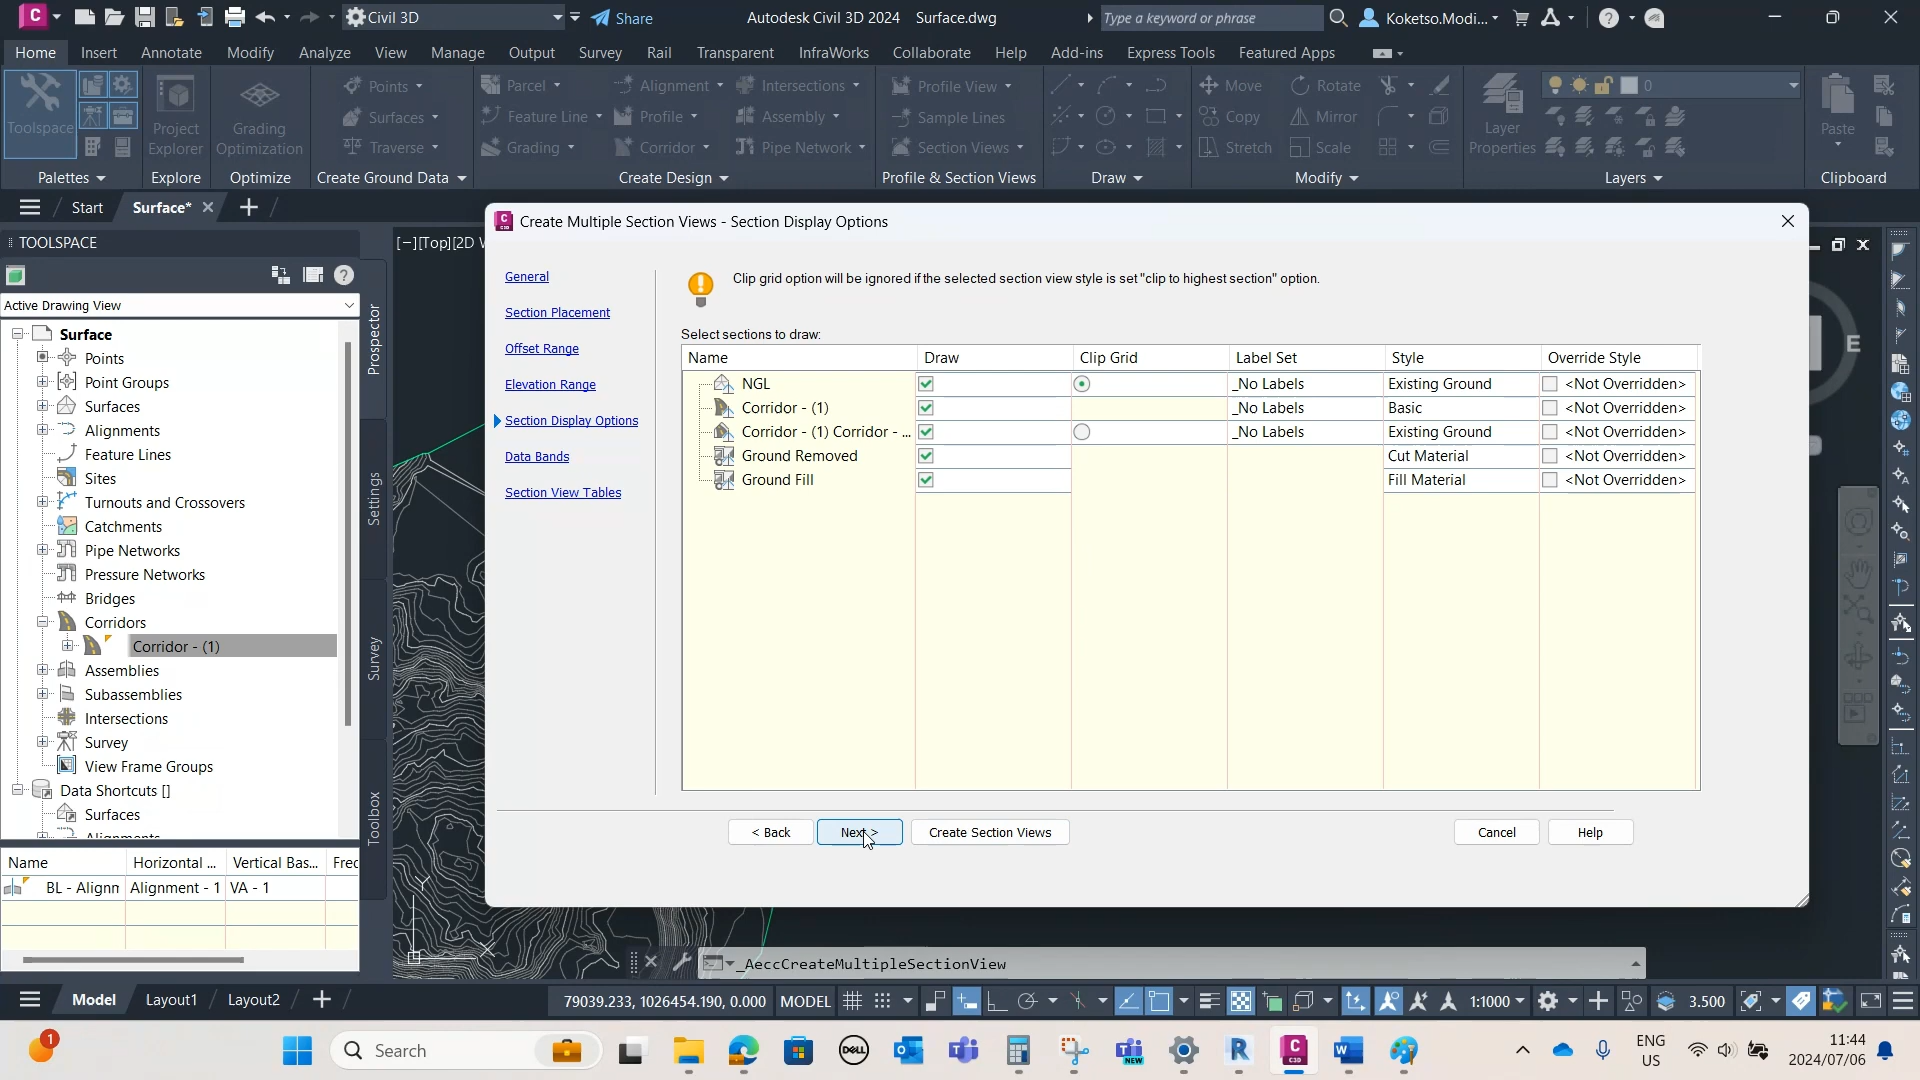 Civil 3D
Share
Autodesk Civil 3D 2024 Surface.dwg
Type a keyword or phrase
Koketso.Modi...
Home Insert Annotate Modify Analyze View Manage Output Survey Rail Transparent InfraWorks Collaborate Help Add-ins Express Tools Featured Apps
Toolspace
Project Explorer
Grading Optimization
Points
Surfaces
Traverse
Parcel
Feature Line
Grading
Alignment
Profile
Corridor
Intersections
Assembly
Pipe Network
Profile View
Sample Lines
Section Views
Move
Copy
Stretch
Rotate
Mirror
Scale
Layer Properties
0
Paste
Palettes Explore Optimize Create Ground Data Create Design Profile & Section Views Draw Modify Layers Clipboard
Start Surface*
TOOLSPACE
[−][Top][2D W
Active Drawing View
Surface
Points
Point Groups
Surfaces
Alignments
Feature Lines
Sites
Turnouts and Crossovers
Catchments
Pipe Networks
Pressure Networks
Bridges
Corridors
Corridor - (1)
Assemblies
Subassemblies
Intersections
Survey
View Frame Groups
Data Shortcuts []
Surfaces
Alignments
Prospector
Settings
Survey
Toolbox
Name Horizontal ... Vertical Bas... Frec
BL - Alignn Alignment - 1 VA - 1
Create Multiple Section Views - Section Display Options
General
Section Placement
Offset Range
Elevation Range
Section Display Options
Data Bands
Section View Tables
Clip grid option will be ignored if the selected section view style is set "clip to highest section" option.
Select sections to draw:
Name Draw Clip Grid Label Set Style Override Style
NGL _No Labels Existing Ground <Not Overridden>
Corridor - (1) _No Labels Basic <Not Overridden>
Corridor - (1) Corridor - ... _No Labels Existing Ground <Not Overridden>
Ground Removed Cut Material <Not Overridden>
Ground Fill Fill Material <Not Overridden>
< Back Next > Create Section Views Cancel Help
E
Y
X
_AeccCreateMultipleSectionView
Model Layout1 Layout2
79039.233, 1026454.190, 0.000 MODEL 1:1000 3.500
1
Search
DELL
NEW
C3D
ENG
US
11:44
2024/07/06